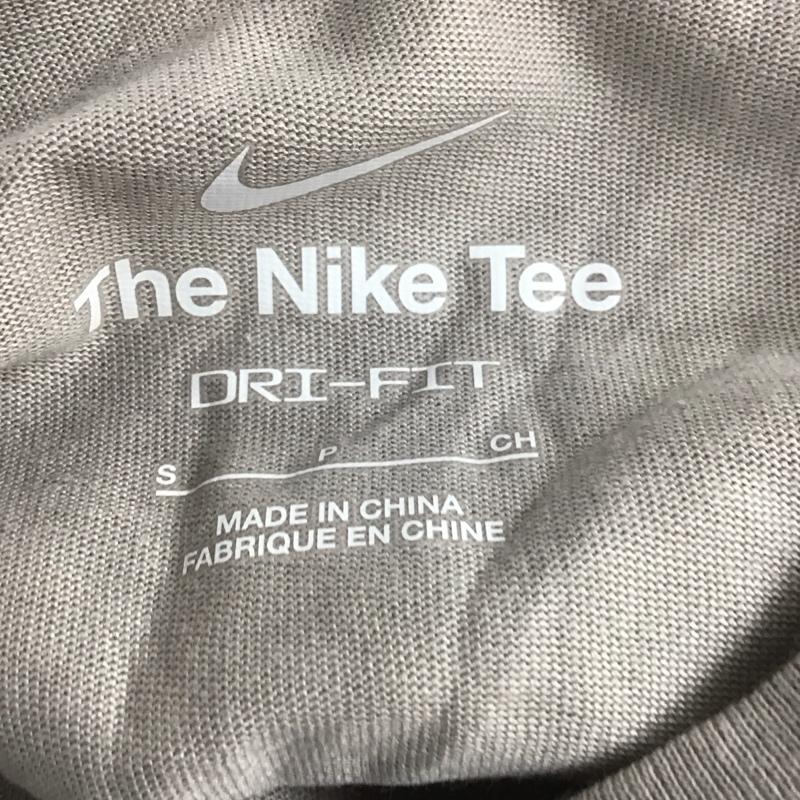 The Nike Tee
DRI-FIT
S P CH
MADE IN CHINA
FABRIQUE EN CHINE